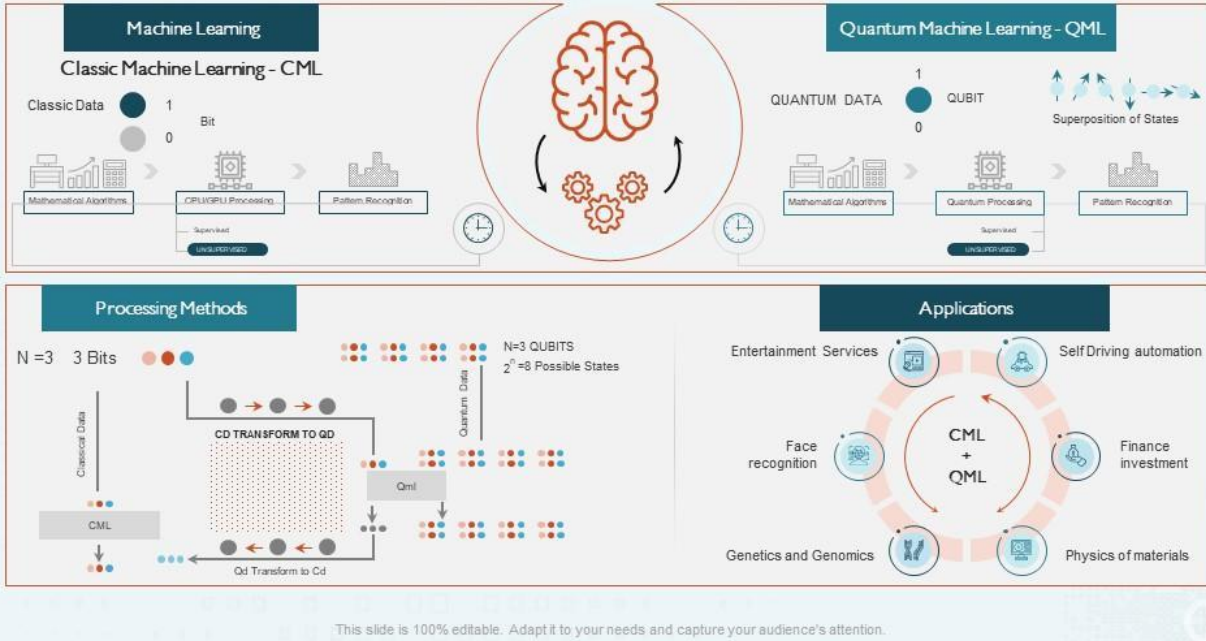 Machine Learning
Classic Machine Learning - CML
Classic Data
1
0
Bit
Mathematical Algorithms
CPU/GPU Processing
Pattern Recognition
Supervised
UNSUPERVISED
Quantum Machine Learning - QML
QUANTUM DATA
1
0
QUBIT
Superposition of States
Mathematical Algorithms
Quantum Processing
Pattern Recognition
Supervised
UNSUPERVISED
Processing Methods
N =3 3 Bits
Classical Data
CML
CD TRANSFORM TO QD
Qd Transform to Cd
N=3 QUBITS
2^n =8 Possible States
Quantum Data
Qml
Applications
Entertainment Services
Self Driving automation
Face
recognition
CML
+
QML
Finance
investment
Genetics and Genomics
Physics of materials
This slide is 100% editable. Adapt it to your needs and capture your audience's attention.